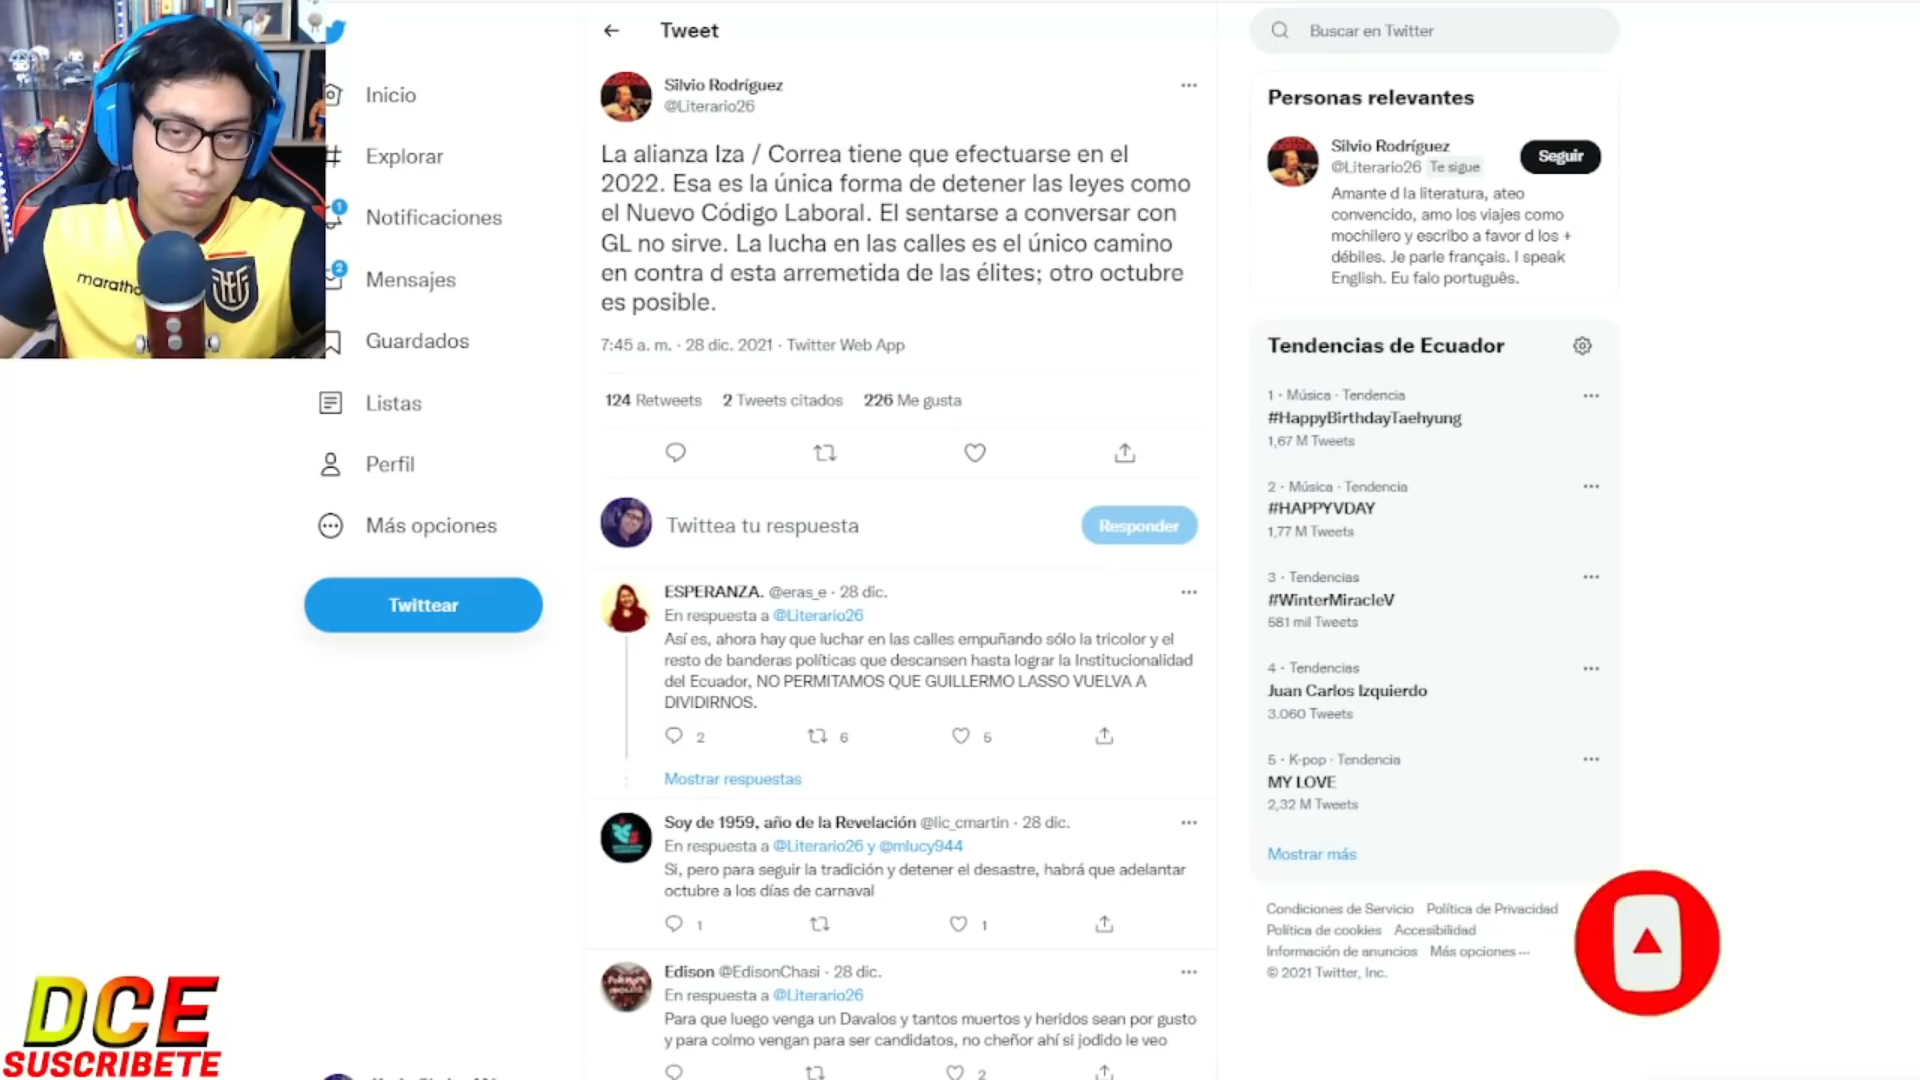 maratho
FEF
Inicio
Explorar
1
Notificaciones
2
Mensajes
Guardados
Listas
Perfil
Más opciones
Twittear
DCE
SUSCRIBETE
Tweet
Silvio Rodríguez
@Literario26
La alianza Iza / Correa tiene que efectuarse en el
2022. Esa es la única forma de detener las leyes como
el Nuevo Código Laboral. El sentarse a conversar con
GL no sirve. La lucha en las calles es el único camino
en contra d esta arremetida de las élites; otro octubre
es posible.
7:45 a. m. · 28 dic. 2021 · Twitter Web App
124 Retweets 2 Tweets citados 226 Me gusta
Twittea tu respuesta
Responder
ESPERANZA. @eras_e · 28 dic.
En respuesta a @Literario26
Así es, ahora hay que luchar en las calles empuñando sólo la tricolor y el
resto de banderas políticas que descansen hasta lograr la Institucionalidad
del Ecuador, NO PERMITAMOS QUE GUILLERMO LASSO VUELVA A
DIVIDIRNOS.
2 6 5
Mostrar respuestas
Soy de 1959, año de la Revelación @lic_cmartin · 28 dic.
En respuesta a @Literario26 y @mlucy944
Si, pero para seguir la tradición y detener el desastre, habrá que adelantar
octubre a los días de carnaval
1 1
Edison @EdisonChasi · 28 dic.
En respuesta a @Literario26
Para que luego venga un Davalos y tantos muertos y heridos sean por gusto
y para colmo vengan para ser candidatos, no cheñor ahí si jodido le veo
2
Buscar en Twitter
Personas relevantes
Silvio Rodríguez
@Literario26 Te sigue
Seguir
Amante d la literatura, ateo
convencido, amo los viajes como
mochilero y escribo a favor d los +
débiles. Je parle français. I speak
English. Eu falo português.
Tendencias de Ecuador
1 · Música · Tendencia
#HappyBirthdayTaehyung
1,67 M Tweets
2 · Música · Tendencia
#HAPPYVDAY
1,77 M Tweets
3 · Tendencias
#WinterMiracleV
581 mil Tweets
4 · Tendencias
Juan Carlos Izquierdo
3.060 Tweets
5 · K-pop · Tendencia
MY LOVE
2,32 M Tweets
Mostrar más
Condiciones de Servicio Política de Privacidad
Política de cookies Accesibilidad
Información de anuncios Más opciones ···
© 2021 Twitter, Inc.